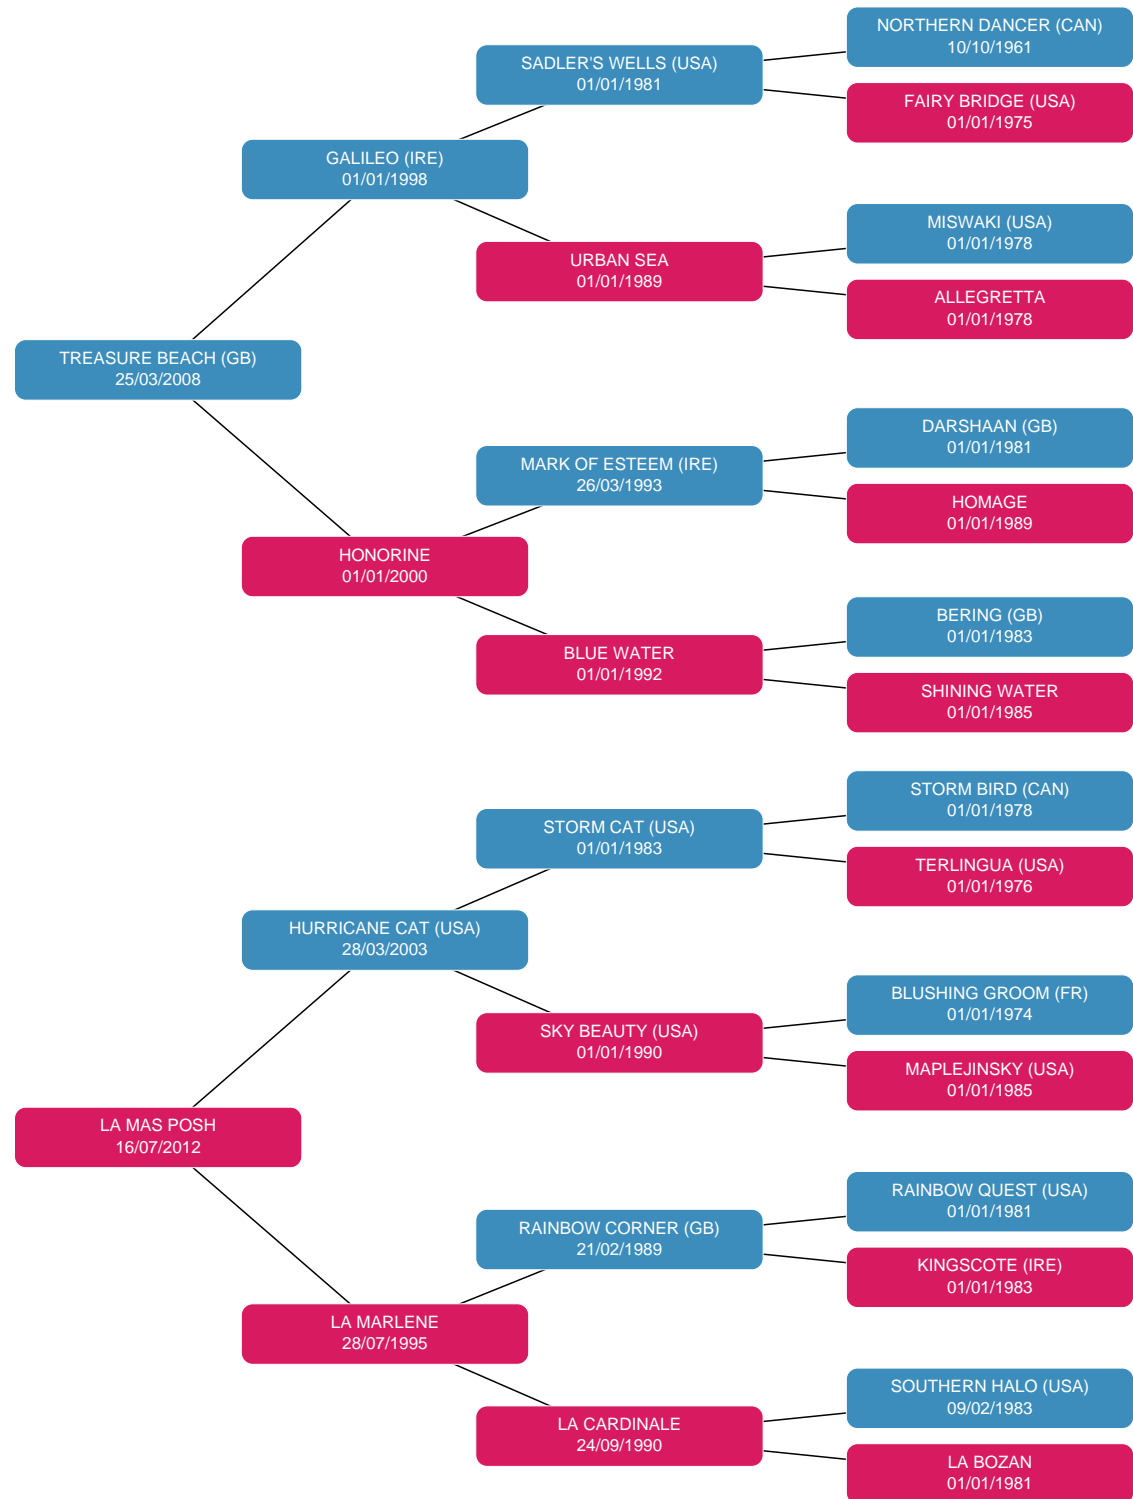 NORTHERN DANCER (CAN)
10/10/1961
SADLER'S WELLS (USA)
01/01/1981
FAIRY BRIDGE (USA)
01/01/1975
GALILEO (IRE)
01/01/1998
MISWAKI (USA)
01/01/1978
URBAN SEA
01/01/1989
ALLEGRETTA
01/01/1978
TREASURE BEACH (GB)
25/03/2008
DARSHAAN (GB)
01/01/1981
MARK OF ESTEEM (IRE)
26/03/1993
HOMAGE
01/01/1989
HONORINE
01/01/2000
BERING (GB)
01/01/1983
BLUE WATER
01/01/1992
SHINING WATER
01/01/1985
STORM BIRD (CAN)
01/01/1978
STORM CAT (USA)
01/01/1983
TERLINGUA (USA)
01/01/1976
HURRICANE CAT (USA)
28/03/2003
BLUSHING GROOM (FR)
01/01/1974
SKY BEAUTY (USA)
01/01/1990
MAPLEJINSKY (USA)
01/01/1985
LA MAS POSH
16/07/2012
RAINBOW QUEST (USA)
01/01/1981
RAINBOW CORNER (GB)
21/02/1989
KINGSCOTE (IRE)
01/01/1983
LA MARLENE
28/07/1995
SOUTHERN HALO (USA)
09/02/1983
LA CARDINALE
24/09/1990
LA BOZAN
01/01/1981